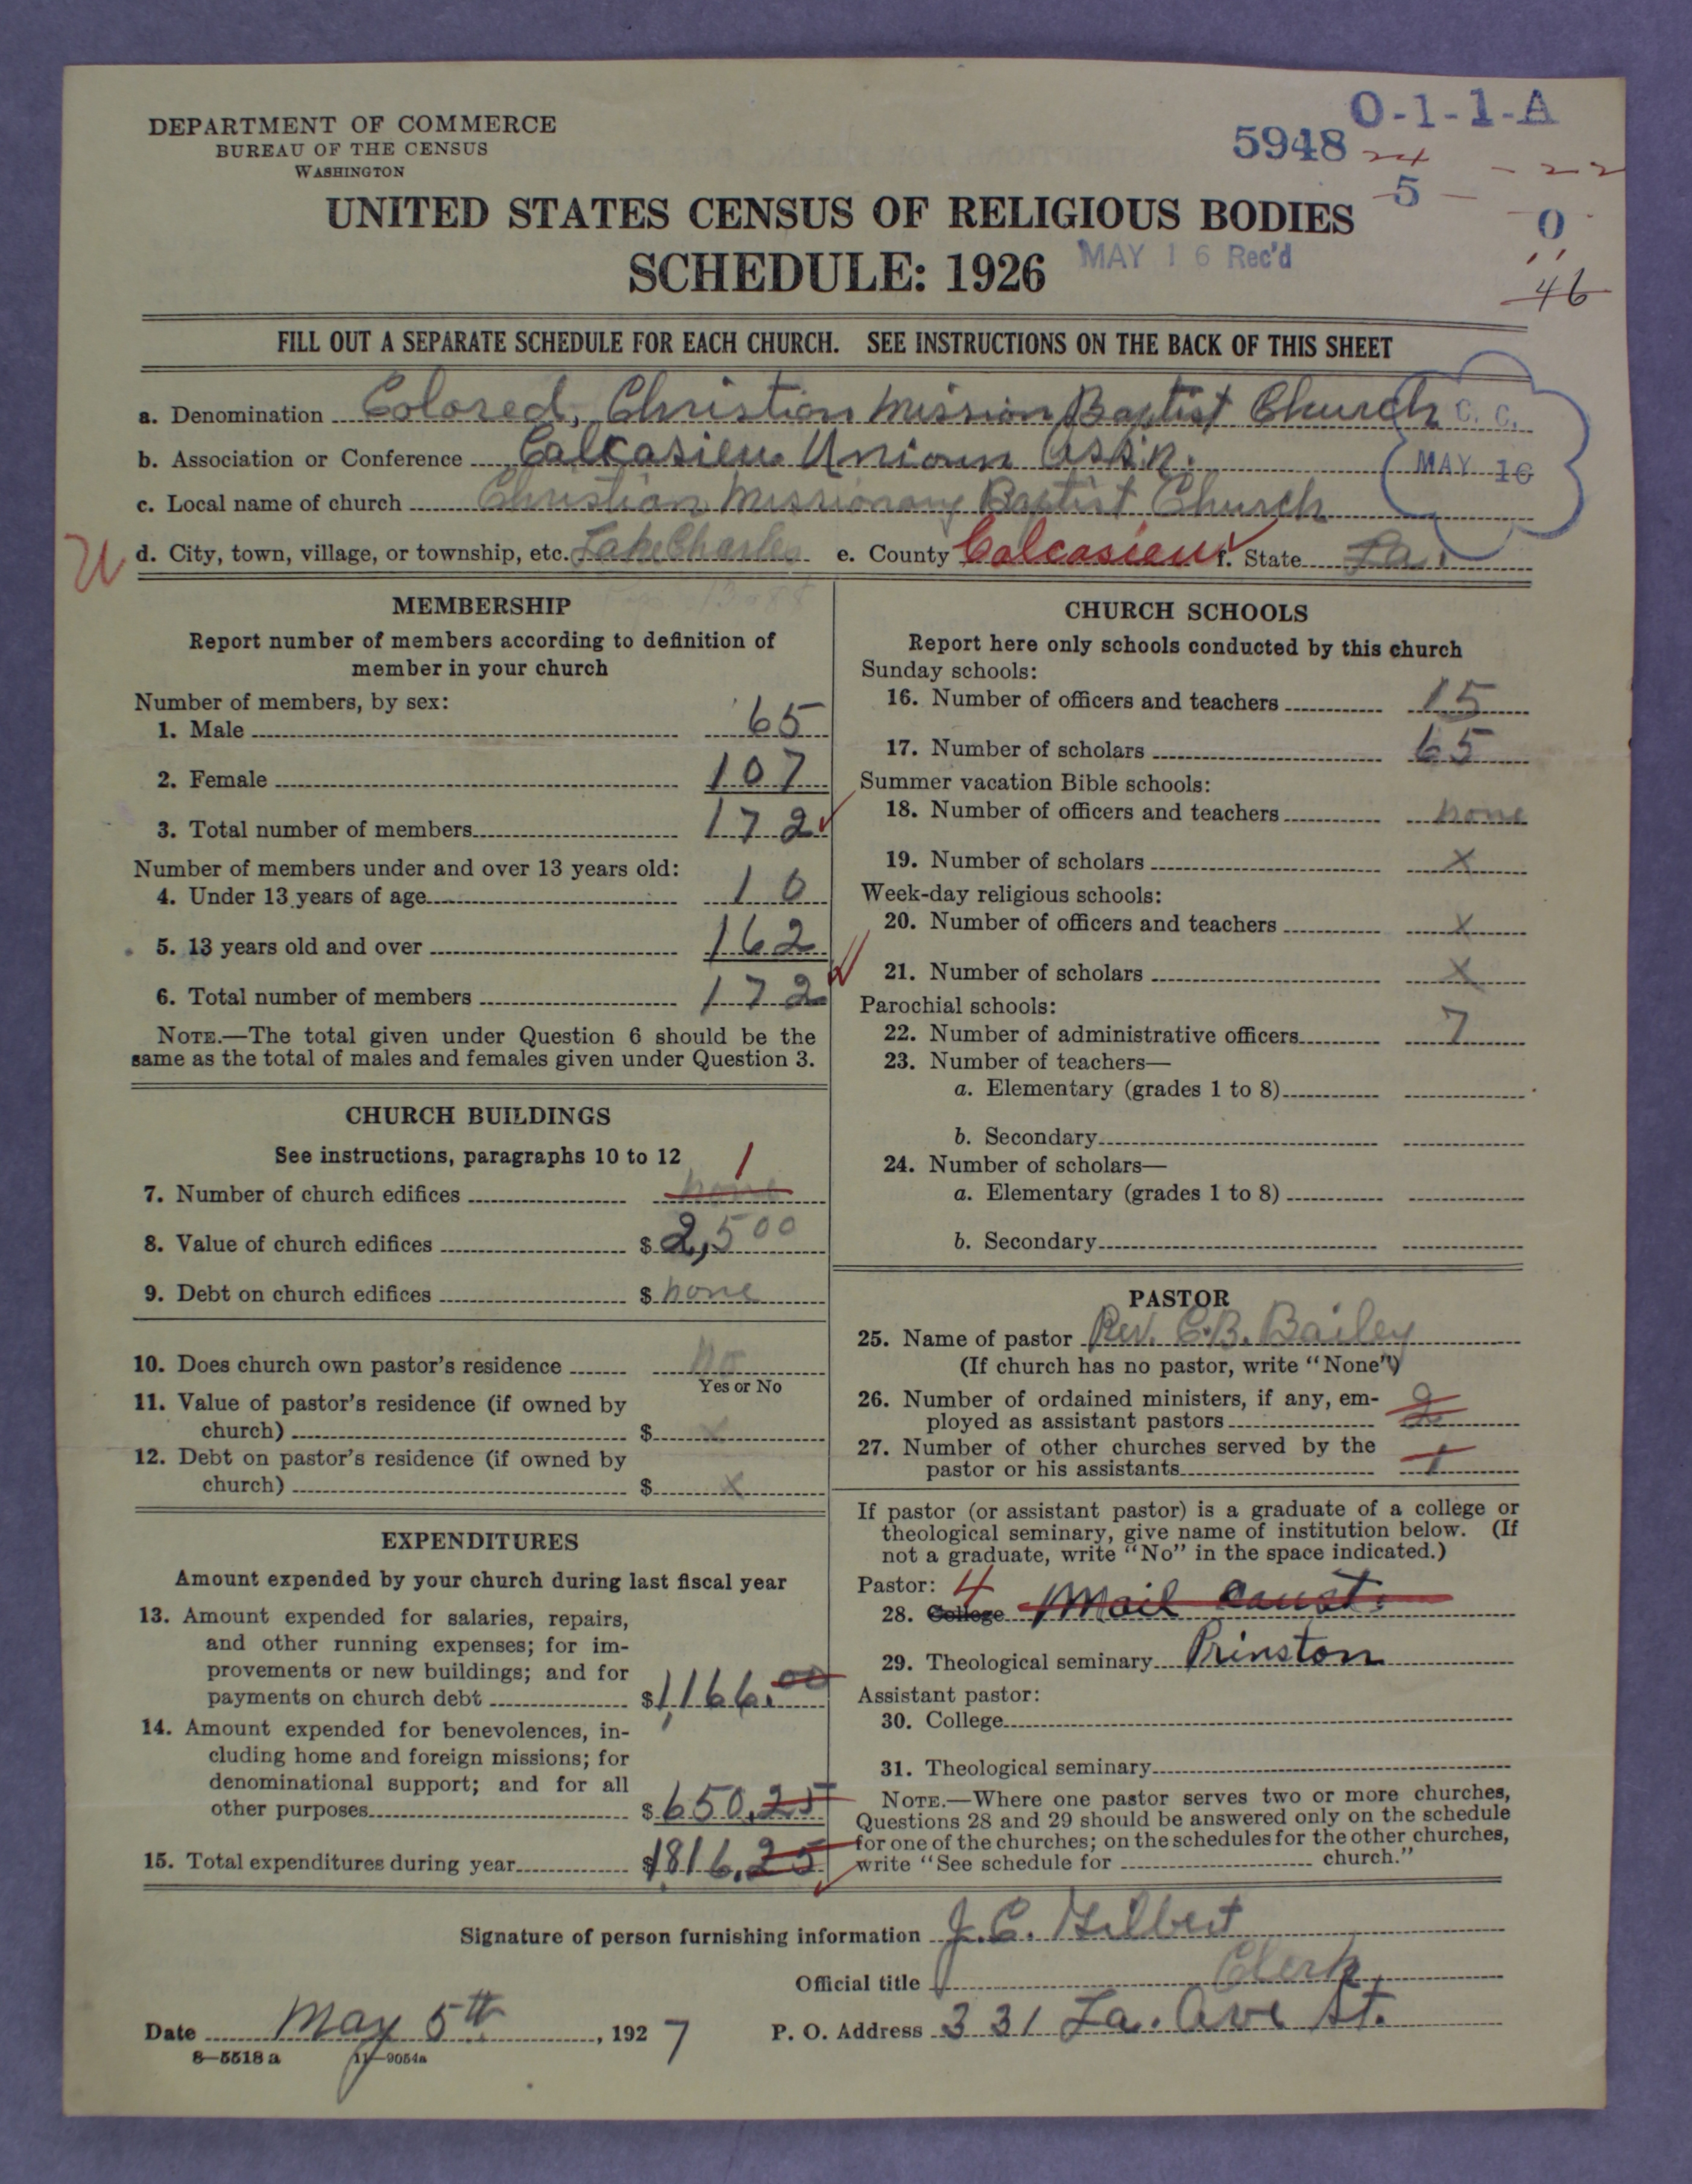 DEPARTMENT OF COMMERCE
BUREAU OF THE CENSUS
WASHINGTON
O-1-1-A
5948
24
- 22
5
0
46
UNITED STATES CENSUS OF RELIGIOUS BODIES
SCHEDULE: 1926
MAY 16 Rec'd
FILL OUT A SEPARATE SCHEDULE FOR EACH CHURCH. SEE INSTRUCTIONS ON THE BACK OF THIS SHEET
a. Denomination Colored, Christian Mission Baptist Church
C. C.
b. Association or Conference Calcasieu Unioun Ass'n.
MAY 10
c. Local name of church Christian Missionary Baptist Church
d. City, town, village, or township, etc. Lake Charles e. County Calcasieu f. State La.
MEMBERSHIP
Report number of members according to definition of
member in your church
Number of members, by sex:
1. Male 65
2. Female 107
3. Total number of members 172
Number of members under and over 13 years old:
4. Under 13 years of age 10
5. 13 years old and over 162
6. Total number of members 172
NOTE.—The total given under Question 6 should be the
same as the total of males and females given under Question 3.
CHURCH BUILDINGS
See instructions, paragraphs 10 to 12
1
7. Number of church edifices none
8. Value of church edifices $ 2,500
9. Debt on church edifices $ none
10. Does church own pastor's residence No
Yes or No
11. Value of pastor's residence (if owned by
church) $ x
12. Debt on pastor's residence (if owned by
church) $ x
EXPENDITURES
Amount expended by your church during last fiscal year
13. Amount expended for salaries, repairs,
and other running expenses; for im-
provements or new buildings; and for
payments on church debt $ 1,166.00
14. Amount expended for benevolences, in-
cluding home and foreign missions; for
denominational support; and for all
other purposes $ 650.25
15. Total expenditures during year $ 1816.25
CHURCH SCHOOLS
Report here only schools conducted by this church
Sunday schools:
16. Number of officers and teachers 15
17. Number of scholars 65
Summer vacation Bible schools:
18. Number of officers and teachers none
19. Number of scholars x
Week-day religious schools:
20. Number of officers and teachers x
21. Number of scholars x
Parochial schools:
22. Number of administrative officers 7
23. Number of teachers—
a. Elementary (grades 1 to 8)
b. Secondary
24. Number of scholars—
a. Elementary (grades 1 to 8)
b. Secondary
PASTOR
25. Name of pastor Rev. C.B. Bailey
(If church has no pastor, write "None")
26. Number of ordained ministers, if any, em-
ployed as assistant pastors 2
27. Number of other churches served by the
pastor or his assistants 1
If pastor (or assistant pastor) is a graduate of a college or
theological seminary, give name of institution below. (If
not a graduate, write "No" in the space indicated.)
Pastor: 4
28. College Mail
29. Theological seminary Prinston
Assistant pastor:
30. College
31. Theological seminary
NOTE.—Where one pastor serves two or more churches,
Questions 28 and 29 should be answered only on the schedule
for one of the churches; on the schedules for the other churches,
write "See schedule for church."
Signature of person furnishing information J.C. Gilbert
Official title Clerk
Date May 5th, 1927 P. O. Address 331 La. Ave St.
8—5518 a 11—9054a